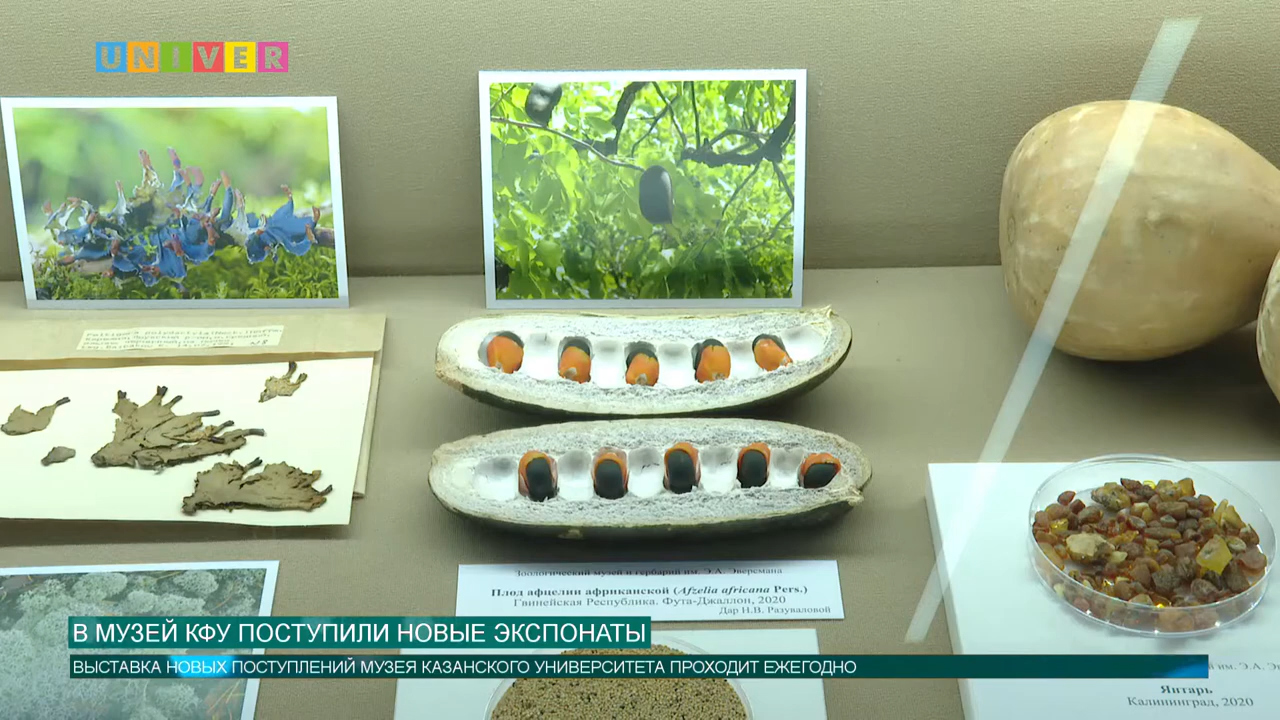 UNIVER
Зоологический музей и гербарий им. Э.А. Эверсмана
Плод афцелии африканской (Afzelia africana Pers.)
Гвинейская Республика. Фута-Джаллон, 2020
Дар Н.В. Разуваловой
В МУЗЕЙ КФУ ПОСТУПИЛИ НОВЫЕ ЭКСПОНАТЫ
ВЫСТАВКА НОВЫХ ПОСТУПЛЕНИЙ МУЗЕЯ КАЗАНСКОГО УНИВЕРСИТЕТА ПРОХОДИТ ЕЖЕГОДНО
им. Э.А.
Янтарь
Калининград, 2020